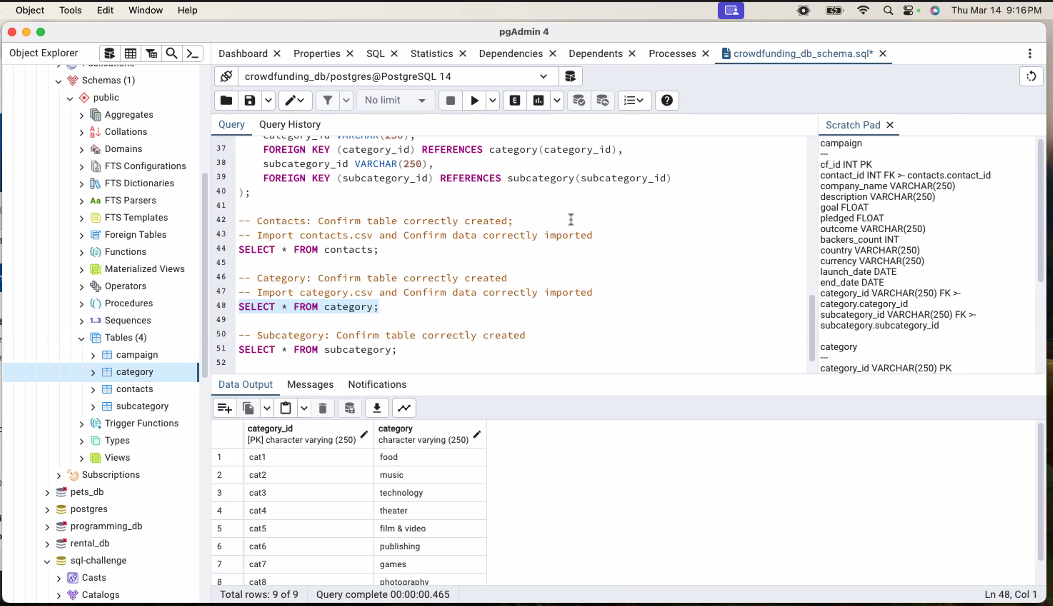 Object Tools Edit Window Help
Thu Mar 14 9:16 PM
pgAdmin 4
Object Explorer
Dashboard Properties SQL Statistics Dependencies Dependents Processes crowdfunding_db_schema.sql*
Schemas (1)
public
Aggregates
Collations
Domains
FTS Configurations
FTS Dictionaries
FTS Parsers
FTS Templates
Foreign Tables
Functions
Materialized Views
Operators
Procedures
1..3 Sequences
Tables (4)
campaign
category
contacts
subcategory
Trigger Functions
Types
Views
Subscriptions
pets_db
postgres
programming_db
rental_db
sql-challenge
Casts
Catalogs
crowdfunding_db/postgres@PostgreSQL 14
No limit
E
Query Query History
37 FOREIGN KEY (category_id) REFERENCES category(category_id),
38 subcategory_id VARCHAR(250),
39 FOREIGN KEY (subcategory_id) REFERENCES subcategory(subcategory_id)
40 );
41
42 -- Contacts: Confirm table correctly created;
43 -- Import contacts.csv and Confirm data correctly imported
44 SELECT * FROM contacts;
45
46 -- Category: Confirm table correctly created
47 -- Import category.csv and Confirm data correctly imported
48 SELECT * FROM category;
49
50 -- Subcategory: Confirm table correctly created
51 SELECT * FROM subcategory;
52
Scratch Pad
campaign
---
cf_id INT PK
contact_id INT FK >- contacts.contact_id
company_name VARCHAR(250)
description VARCHAR(250)
goal FLOAT
pledged FLOAT
outcome VARCHAR(250)
backers_count INT
country VARCHAR(250)
currency VARCHAR(250)
launch_date DATE
end_date DATE
category_id VARCHAR(250) FK >-
category.category_id
subcategory_id VARCHAR(250) FK >-
subcategory.subcategory_id
category
---
category_id VARCHAR(250) PK
Data Output Messages Notifications
category_id category
[PK] character varying (250) character varying (250)
1 cat1 food
2 cat2 music
3 cat3 technology
4 cat4 theater
5 cat5 film & video
6 cat6 publishing
7 cat7 games
8 cat8 photography
Total rows: 9 of 9 Query complete 00:00:00.465 Ln 48, Col 1